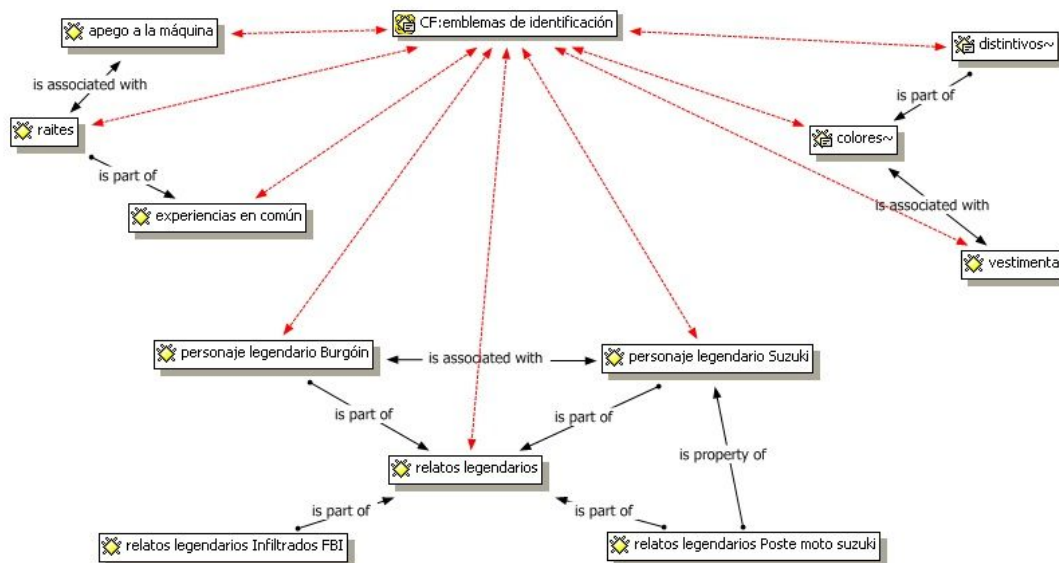 CF:emblemas de identificación
apego a la máquina
distintivos~
is associated with
is part of
raites
colores~
is part of
experiencias en común
is associated with
vestimenta
personaje legendario Burgóin
is associated with
personaje legendario Suzuki
is part of
is part of
is property of
relatos legendarios
is part of
is part of
relatos legendarios Infiltrados FBI
relatos legendarios Poste moto suzuki